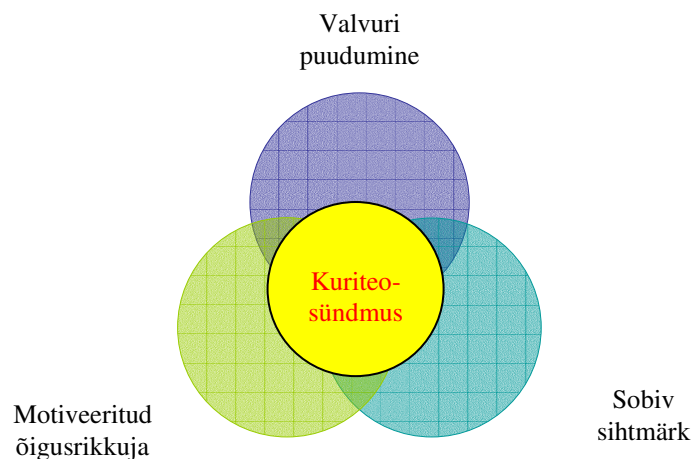 Valvuri
puudumine
Kuriteo-
sündmus
Motiveeritud
õigusrikkuja
Sobiv
sihtmärk